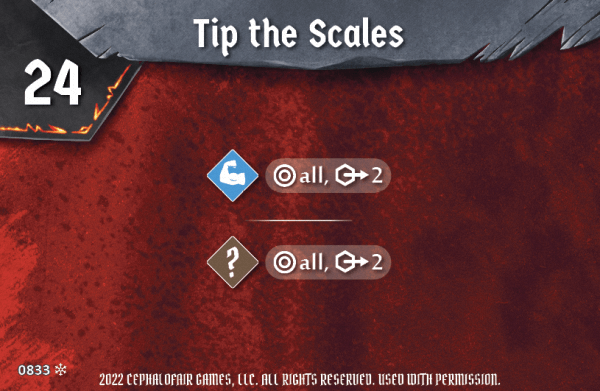 Tip the Scales
24
all, 2
?
all, 2
0833
2022 CEPHALOFAIR GAMES, LLC. ALL RIGHTS RESERVED. USED WITH PERMISSION.